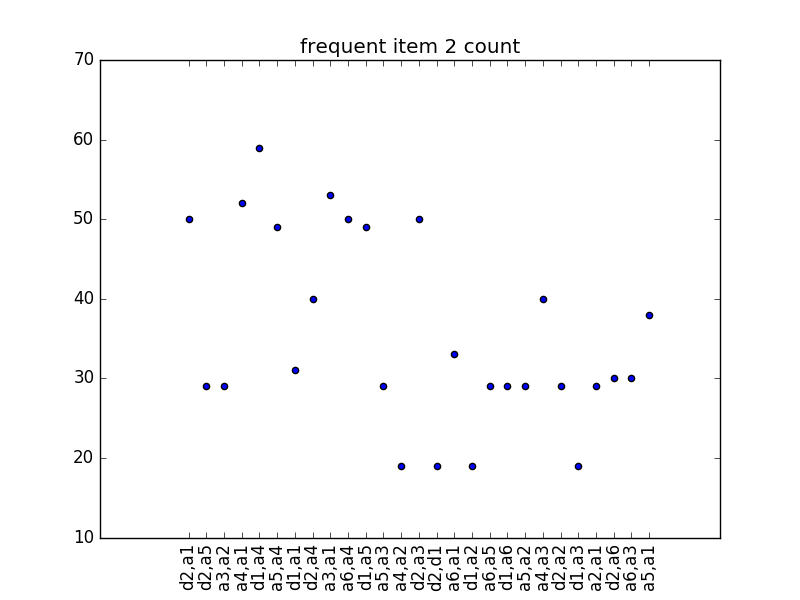 frequent item 2 count
70
60
50
40
30
20
10
d2,a1
d2,a5
a3,a2
a4,a1
d1,a4
a5,a4
d1,a1
d2,a4
a3,a1
a6,a4
d1,a5
a5,a3
a4,a2
d2,a3
d2,d1
a6,a1
d1,a2
a6,a5
d1,a6
a5,a2
a4,a3
d2,a2
d1,a3
a2,a1
d2,a6
a6,a3
a5,a1